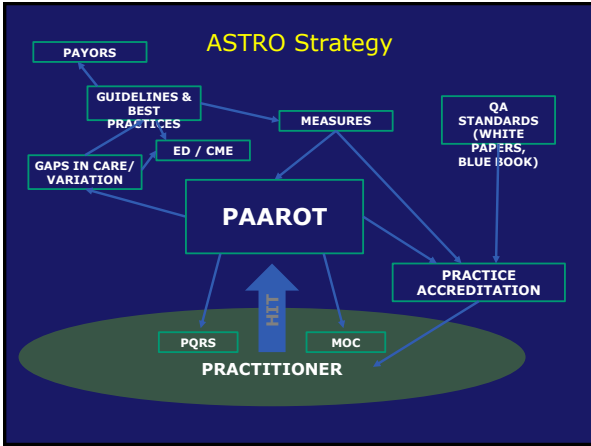 ASTRO Strategy
PAYORS
GUIDELINES &
BEST
PRACTICES
MEASURES
QA
STANDARDS
(WHITE
PAPERS,
BLUE BOOK)
ED / CME
GAPS IN CARE/
VARIATION
PAAROT
PRACTICE
ACCREDITATION
HIT
PQRS
MOC
PRACTITIONER